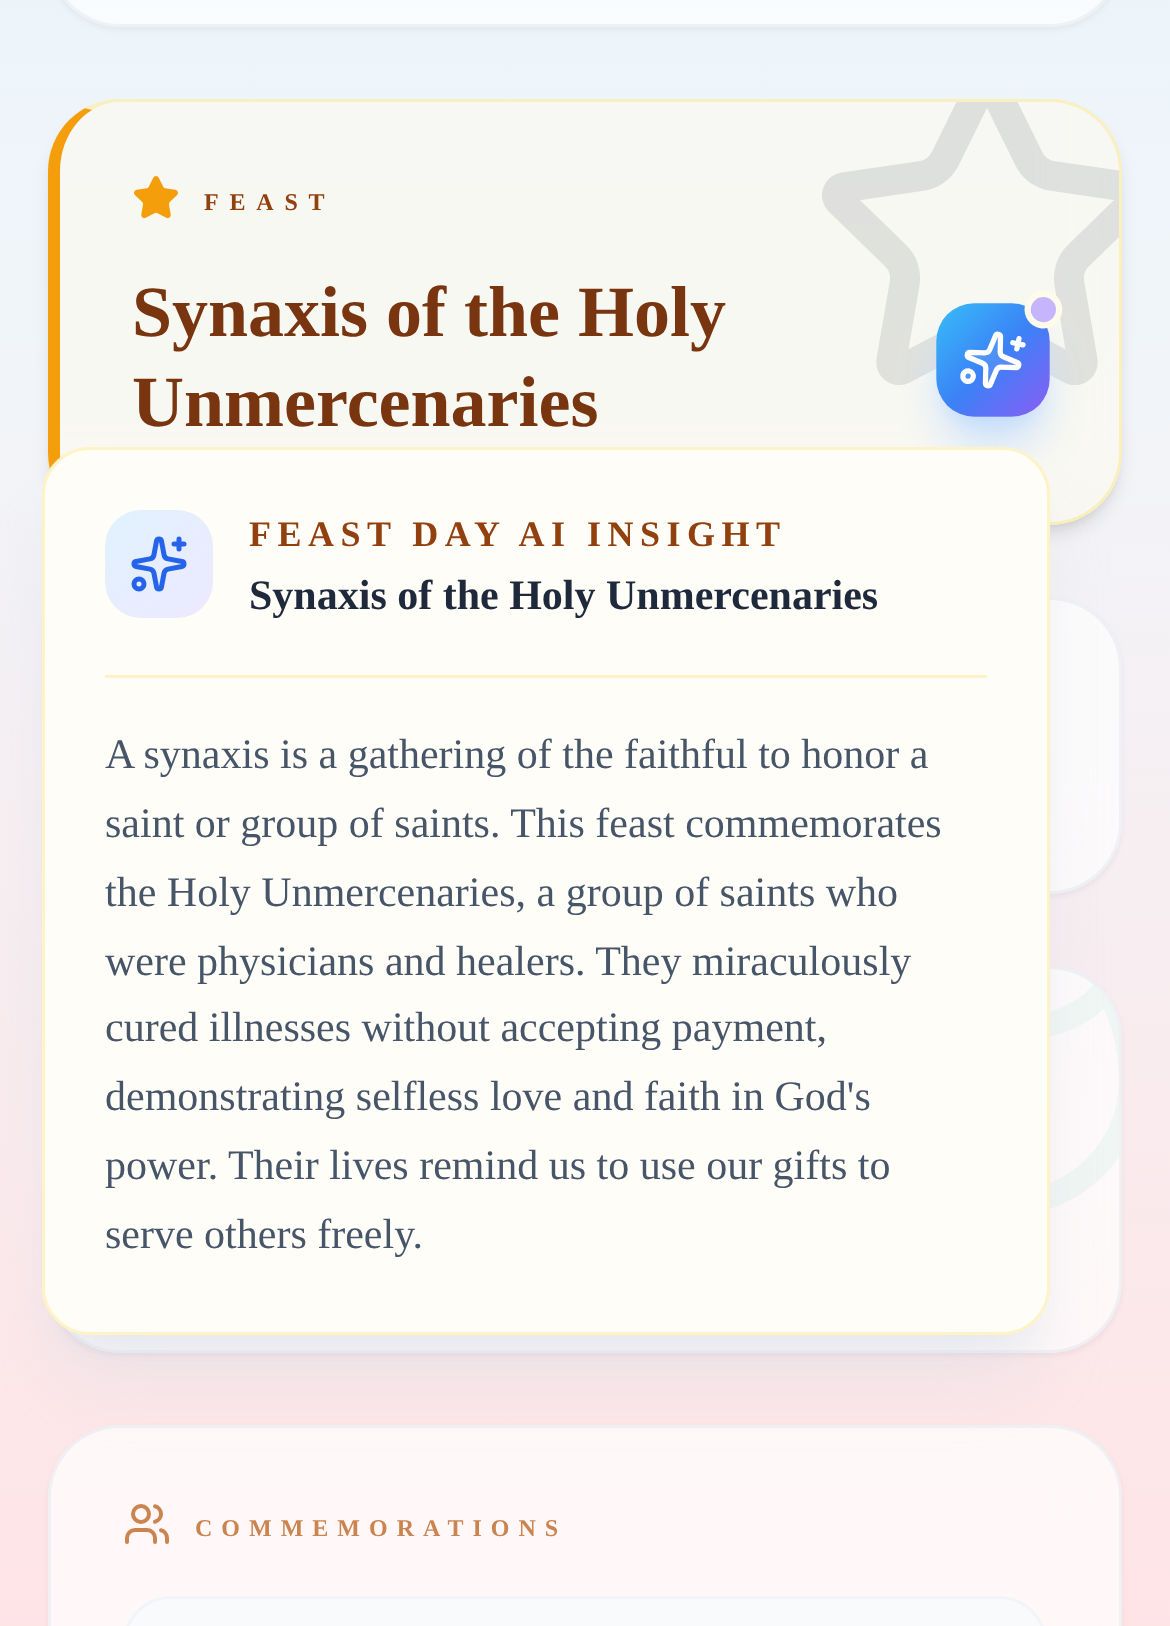 FEAST
Synaxis of the Holy
Unmercenaries
FEAST DAY AI INSIGHT
Synaxis of the Holy Unmercenaries
A synaxis is a gathering of the faithful to honor a
saint or group of saints. This feast commemorates
the Holy Unmercenaries, a group of saints who
were physicians and healers. They miraculously
cured illnesses without accepting payment,
demonstrating selfless love and faith in God's
power. Their lives remind us to use our gifts to
serve others freely.
COMMEMORATIONS